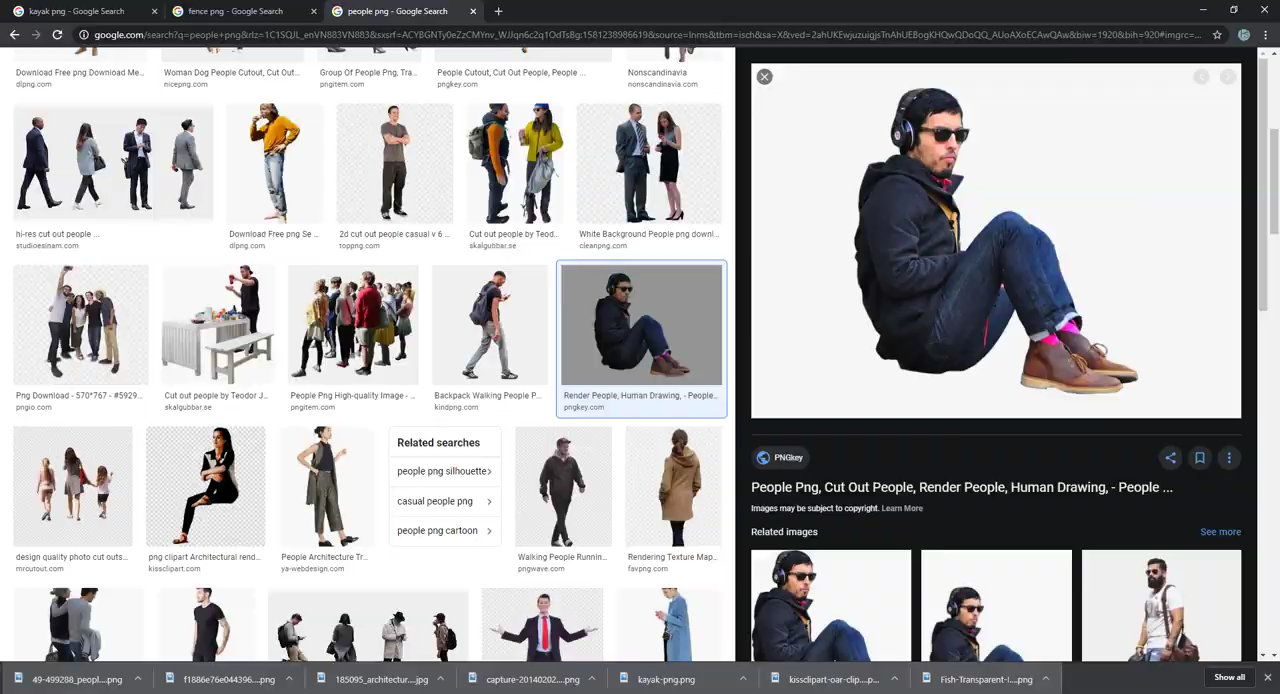 kayak png - Google Search
fence png - Google Search
people png - Google Search
Download Free png Download Me...
dlpng.com
Woman Dog People Cutout, Cut Out...
nicepng.com
Group Of People Png, Tra...
pngitem.com
People Cutout, Cut Out People, People ...
pngkey.com
Nonscandinavia
nonscandinavia.com
hi-res cut out people ...
studioesinam.com
Download Free png Se ...
dlpng.com
2d cut out people casual v 6 ...
toppng.com
Cut out people by Teod...
skalgubbar.se
White Background People png downl...
cleanpng.com
Png Download - 570*767 - #5929...
pngio.com
Cut out people by Teodor J...
skalgubbar.se
People Png High-quality Image - ...
pngitem.com
Backpack Walking People P...
kindpng.com
Render People, Human Drawing, - People...
pngkey.com
Related searches
people png silhouette
casual people png
people png cartoon
design quality photo cut outs...
mrcutout.com
png clipart Architectural rend...
kissclipart.com
People Architecture Tr...
ya-webdesign.com
Walking People Runnin...
pngwave.com
Rendering Texture Map...
favpng.com
PNGkey
People Png, Cut Out People, Render People, Human Drawing, - People ...
Images may be subject to copyright. Learn More
Related images
See more
49-499288_peopl....png
f1886e76e044396....png
185095_architectur....jpg
capture-20140202....png
kayak-png.png
kissclipart-oar-clip....png
Fish-Transparent-I....png
Show all